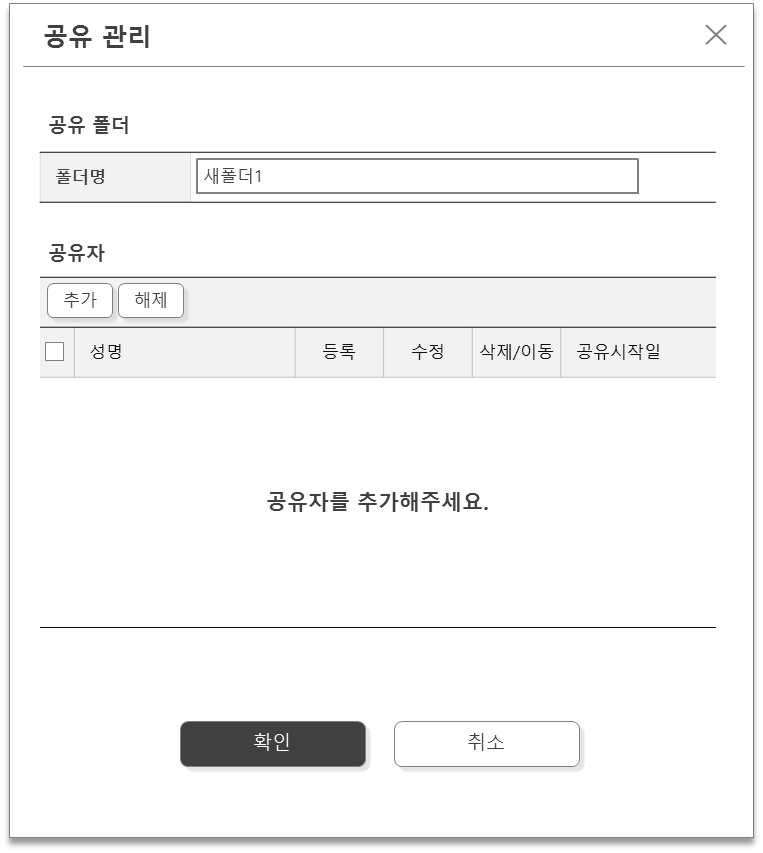 공유 관리
공유 폴더
폴더명 새폴더1
공유자
추가 해제
성명 등록 수정 삭제/이동 공유시작일
공유자를 추가해주세요.
확인 취소